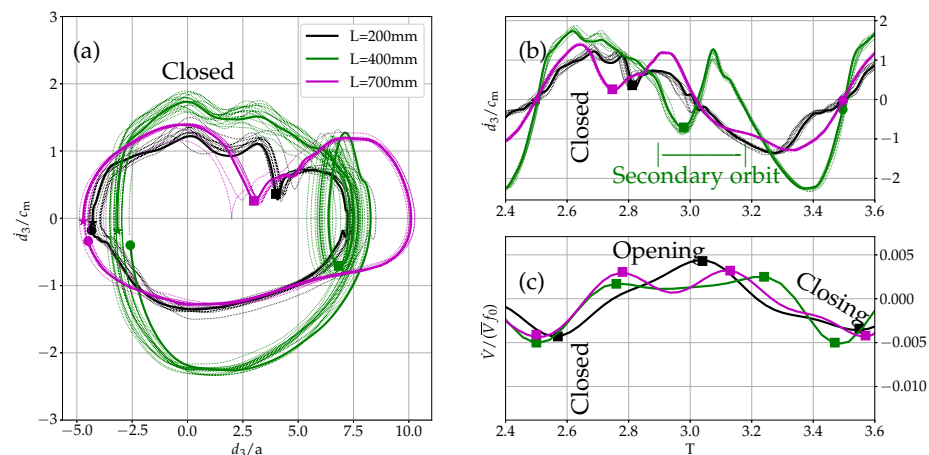 (a)
Closed
L=200mm
L=400mm
L=700mm
3
2
1
0
−1
−2
−3
ḋ₃/cₘ
−5.0 −2.5 0.0 2.5 5.0 7.5 10.0
d₃/a
(b)
Closed
Secondary orbit
2
1
0
−1
−2
ḋ₃/cₘ
2.4 2.6 2.8 3.0 3.2 3.4 3.6
(c)
Opening
Closing
Closed
0.005
0.000
−0.005
−0.010
V̇/(V̅f₀)
2.4 2.6 2.8 3.0 3.2 3.4 3.6
T